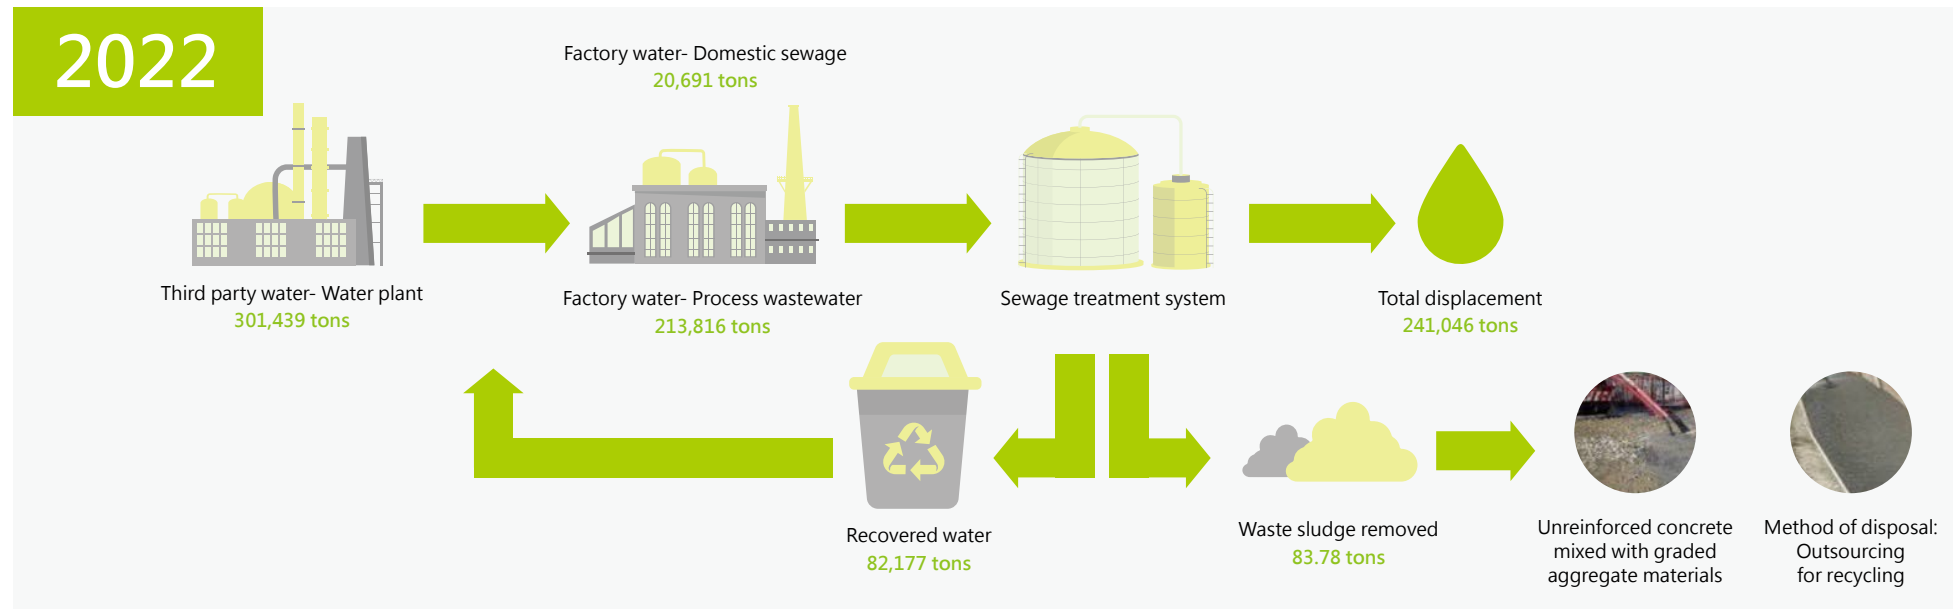 2022
Factory water- Domestic sewage
20,691 tons
Third party water- Water plant
301,439 tons
Factory water- Process wastewater
213,816 tons
Sewage treatment system
Total displacement
241,046 tons
Recovered water
82,177 tons
Waste sludge removed
83.78 tons
Unreinforced concrete
mixed with graded
aggregate materials
Method of disposal:
Outsourcing
for recycling